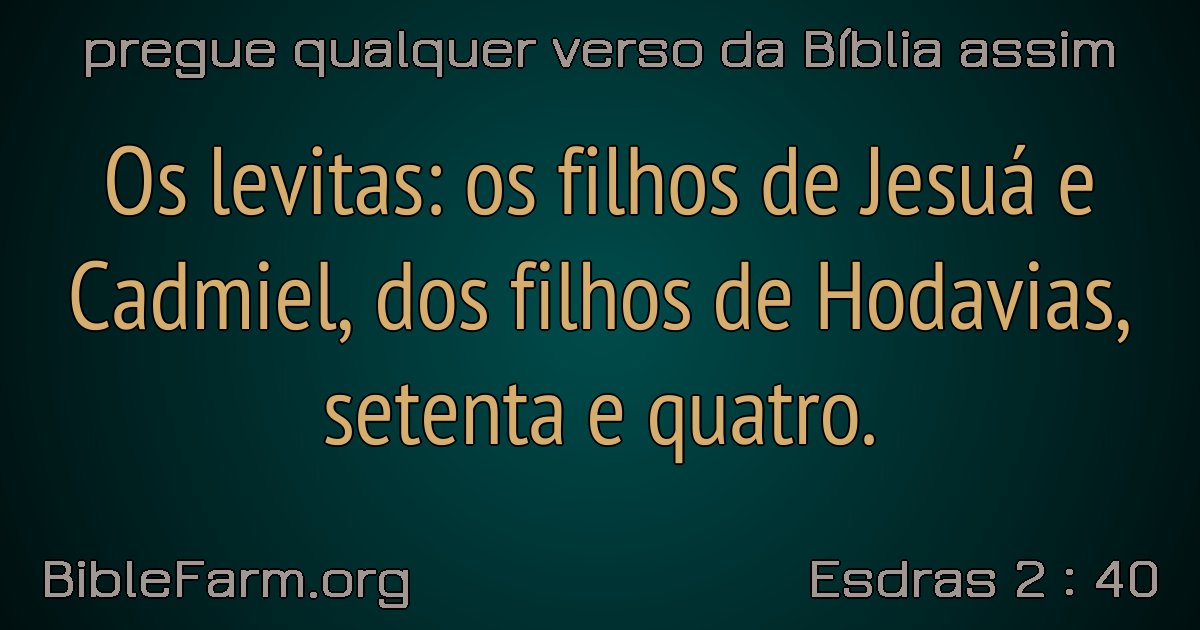 pregue qualquer verso da Bíblia assim
Os levitas: os filhos de Jesuá e
Cadmiel, dos filhos de Hodavias,
setenta e quatro.
BibleFarm.org
Esdras 2 : 40